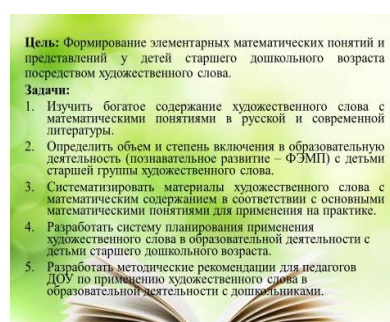 Цель: Формирование элементарных математических понятий и
представлений у детей старшего дошкольного возраста
посредством художественного слова.
Задачи:
1. Изучить богатое содержание художественного слова с
математическими понятиями в русской и современной
литературы.
2. Определить объем и степень включения в образовательную
деятельность (познавательное развитие – ФЭМП) с детьми
старшей группы художественного слова.
3. Систематизировать материалы художественного слова с
математическим содержанием в соответствии с основными
математическими понятиями для применения на практике.
4. Разработать систему планирования применения
художественного слова в образовательной деятельности с
детьми старшего дошкольного возраста.
5. Разработать методические рекомендации для педагогов
ДОУ по применению художественного слова в
образовательной деятельности с дошкольниками.